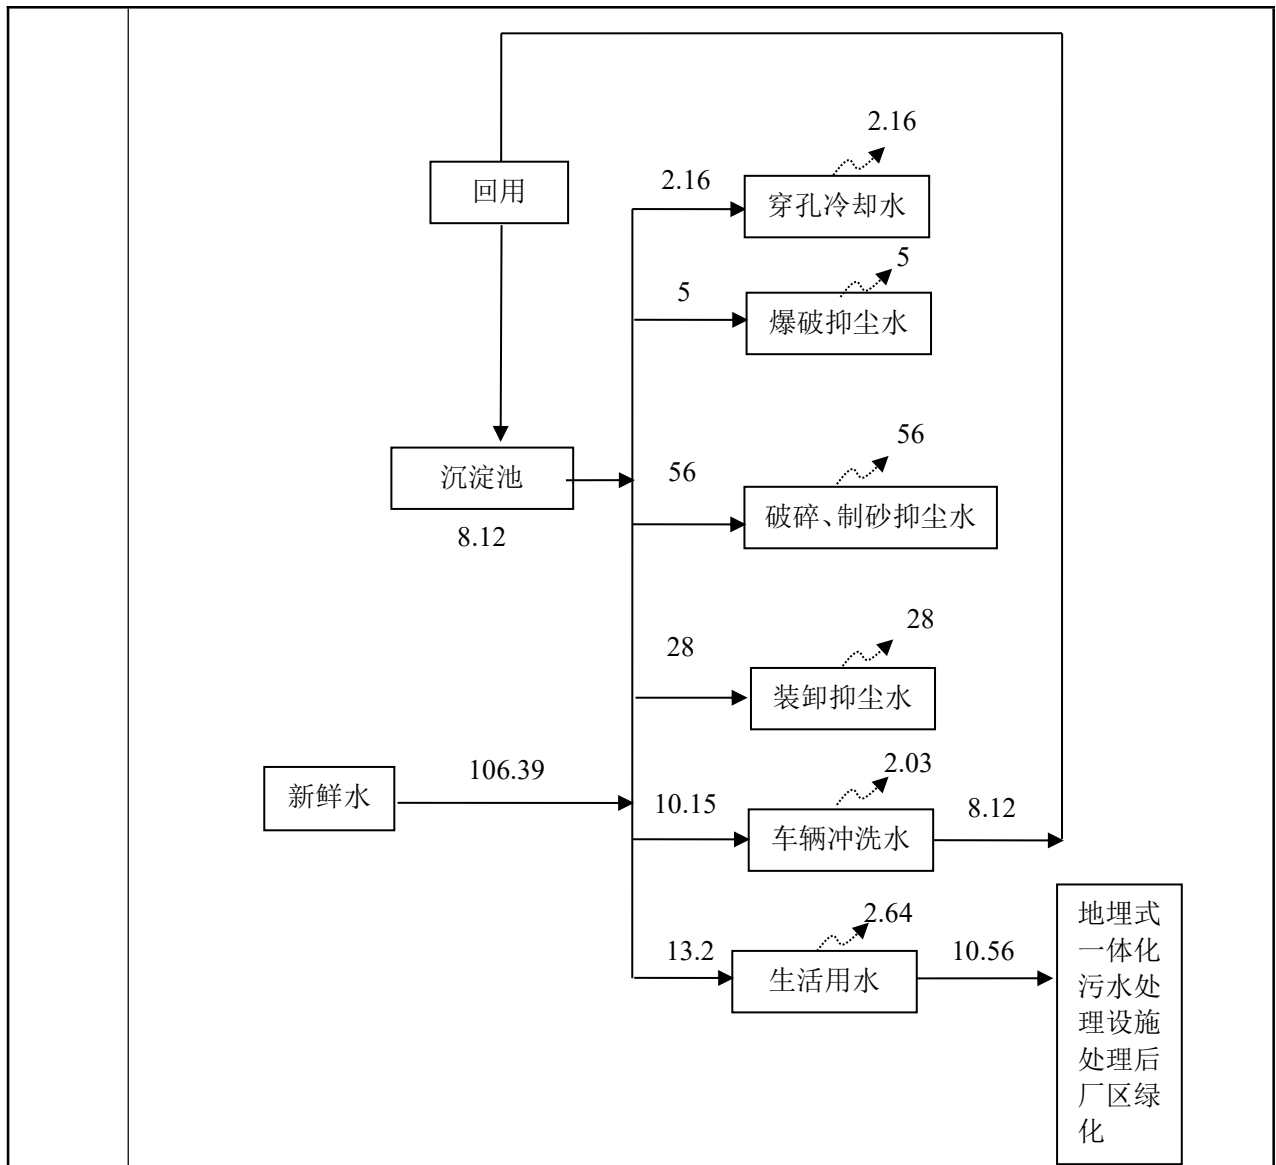 2.16
回用
2.16
穿孔冷却水
5
5
爆破抑尘水
56
56
沉淀池
破碎、制砂抑尘水
8.12
28
28
装卸抑尘水
2.03
106.39
新鲜水
10.15
8.12
车辆冲洗水
2.64
13.2
10.56
生活用水
地埋式
一体化
污水处
理设施
处理后
厂区绿
化